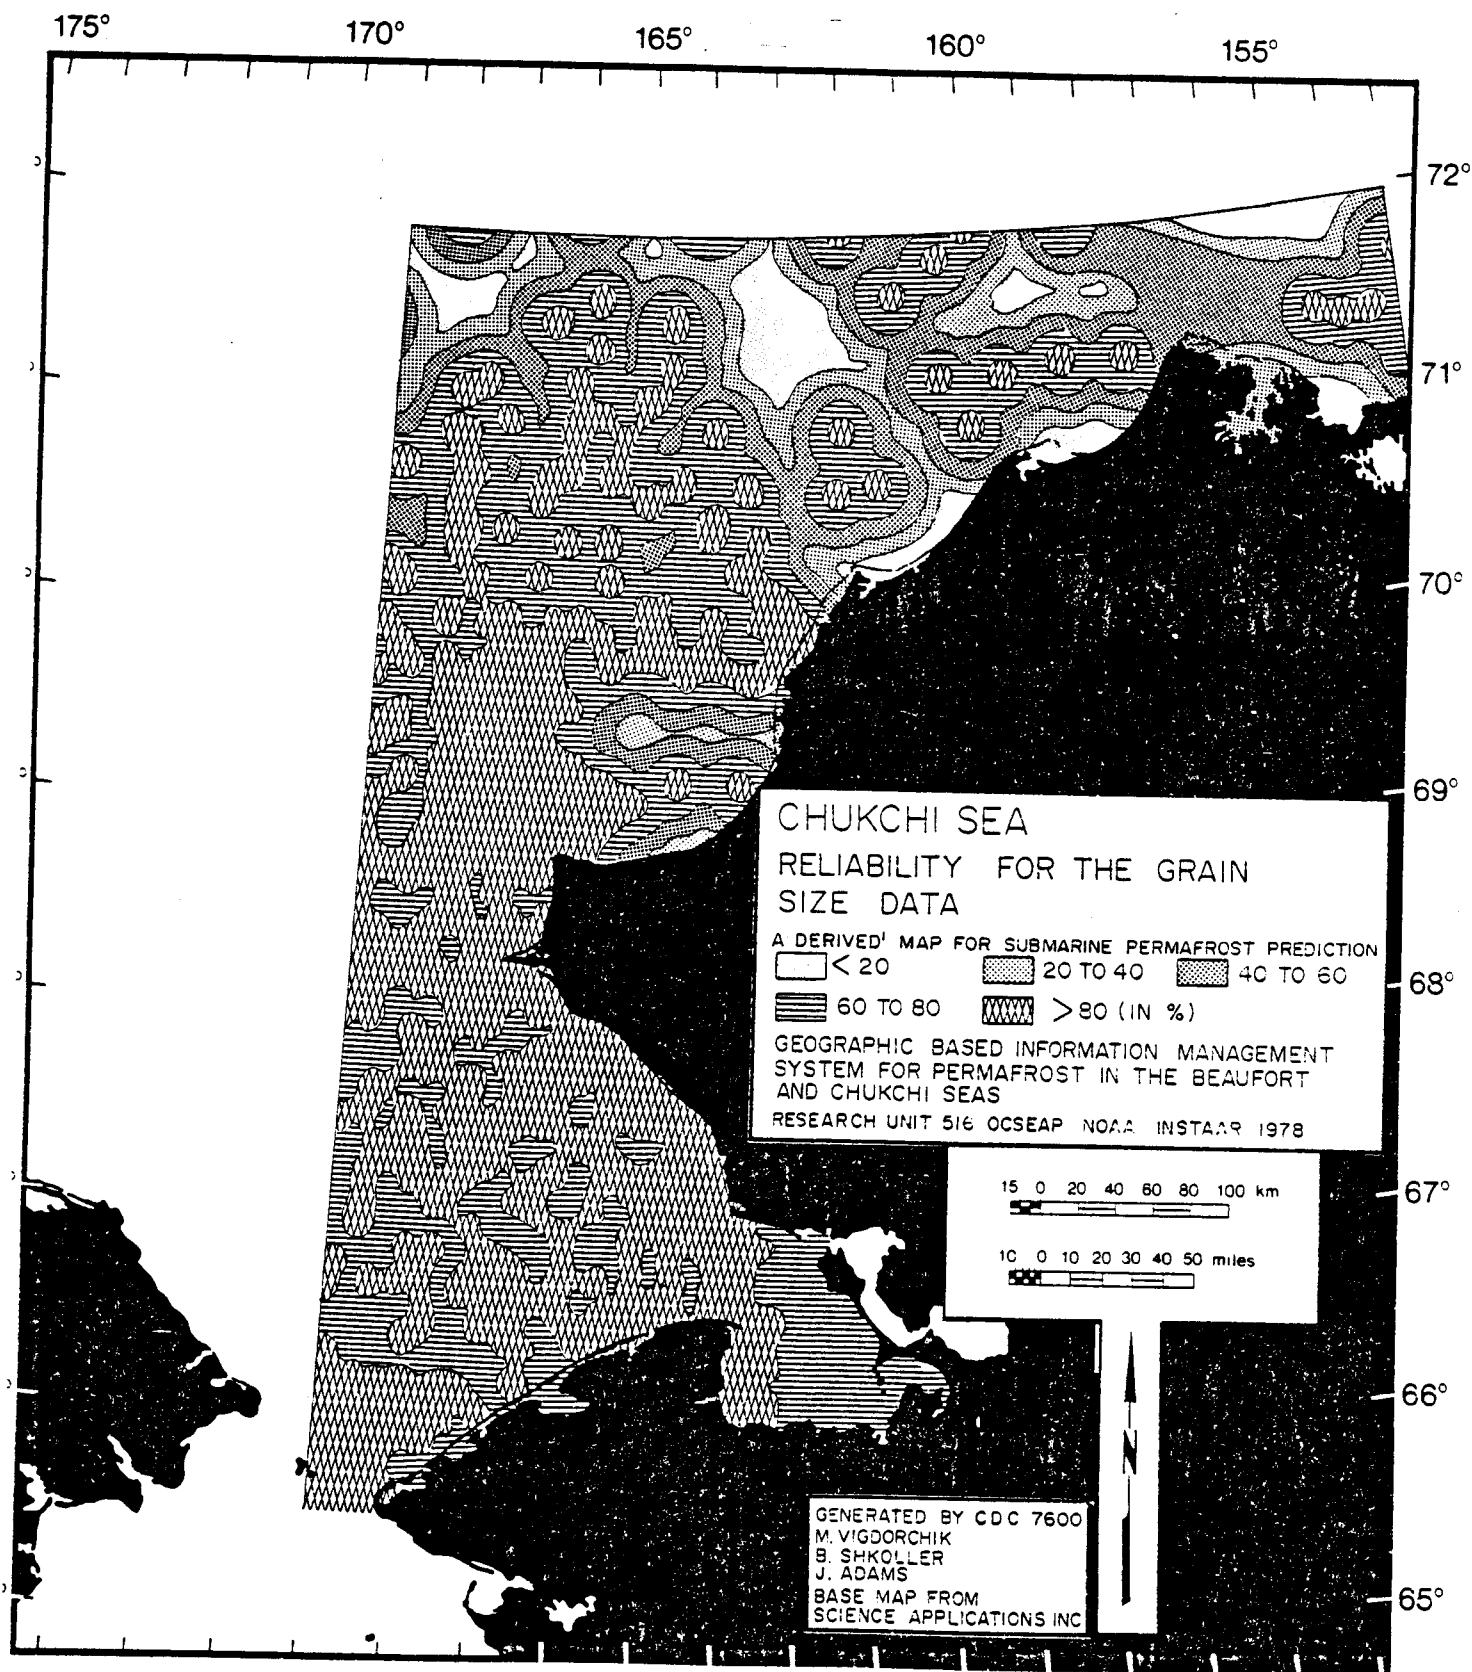 175° 170° 165° 160° 155°
72°
71°
70°
69°
CHUKCHI SEA
RELIABILITY FOR THE GRAIN
SIZE DATA
A DERIVED' MAP FOR SUBMARINE PERMAFROST PREDICTION
< 20 20 TO 40 40 TO 60
68°
60 TO 80 >80 (IN %)
GEOGRAPHIC BASED INFORMATION MANAGEMENT
SYSTEM FOR PERMAFROST IN THE BEAUFORT
AND CHUKCHI SEAS
RESEARCH UNIT 516 OCSEAP NOAA INSTAAR 1978
67°
15 0 20 40 60 80 100 km
10 0 10 20 30 40 50 miles
66°
N
GENERATED BY CDC 7600
M. VIGDORCHIK
B. SHKOLLER
J. ADAMS
BASE MAP FROM
SCIENCE APPLICATIONS INC
65°